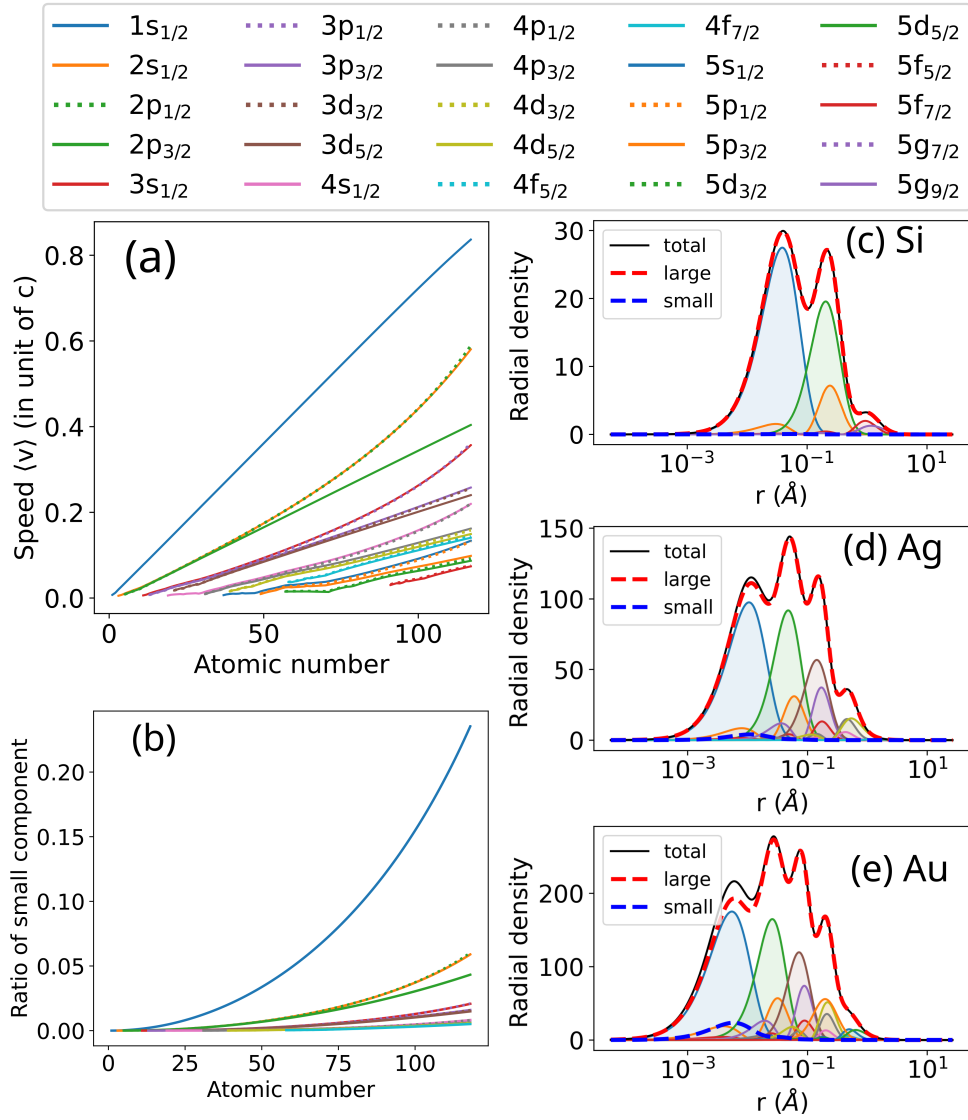 1s1/2 3p1/2 4p1/2 4f7/2 5d5/2
2s1/2 3p3/2 4p3/2 5s1/2 5f5/2
2p1/2 3d3/2 4d3/2 5p1/2 5f7/2
2p3/2 3d5/2 4d5/2 5p3/2 5g7/2
3s1/2 4s1/2 4f5/2 5d3/2 5g9/2
(a)
Speed ⟨v⟩ (in unit of c)
0.8
0.6
0.4
0.2
0.0
0 50 100
Atomic number
(b)
Ratio of small component
0.20
0.15
0.10
0.05
0.00
0 25 50 75 100
Atomic number
(c) Si
total
large
small
Radial density
30
20
10
0
10−3 10−1 101
r (Å)
(d) Ag
total
large
small
Radial density
150
100
50
0
10−3 10−1 101
r (Å)
(e) Au
total
large
small
Radial density
200
100
0
10−3 10−1 101
r (Å)